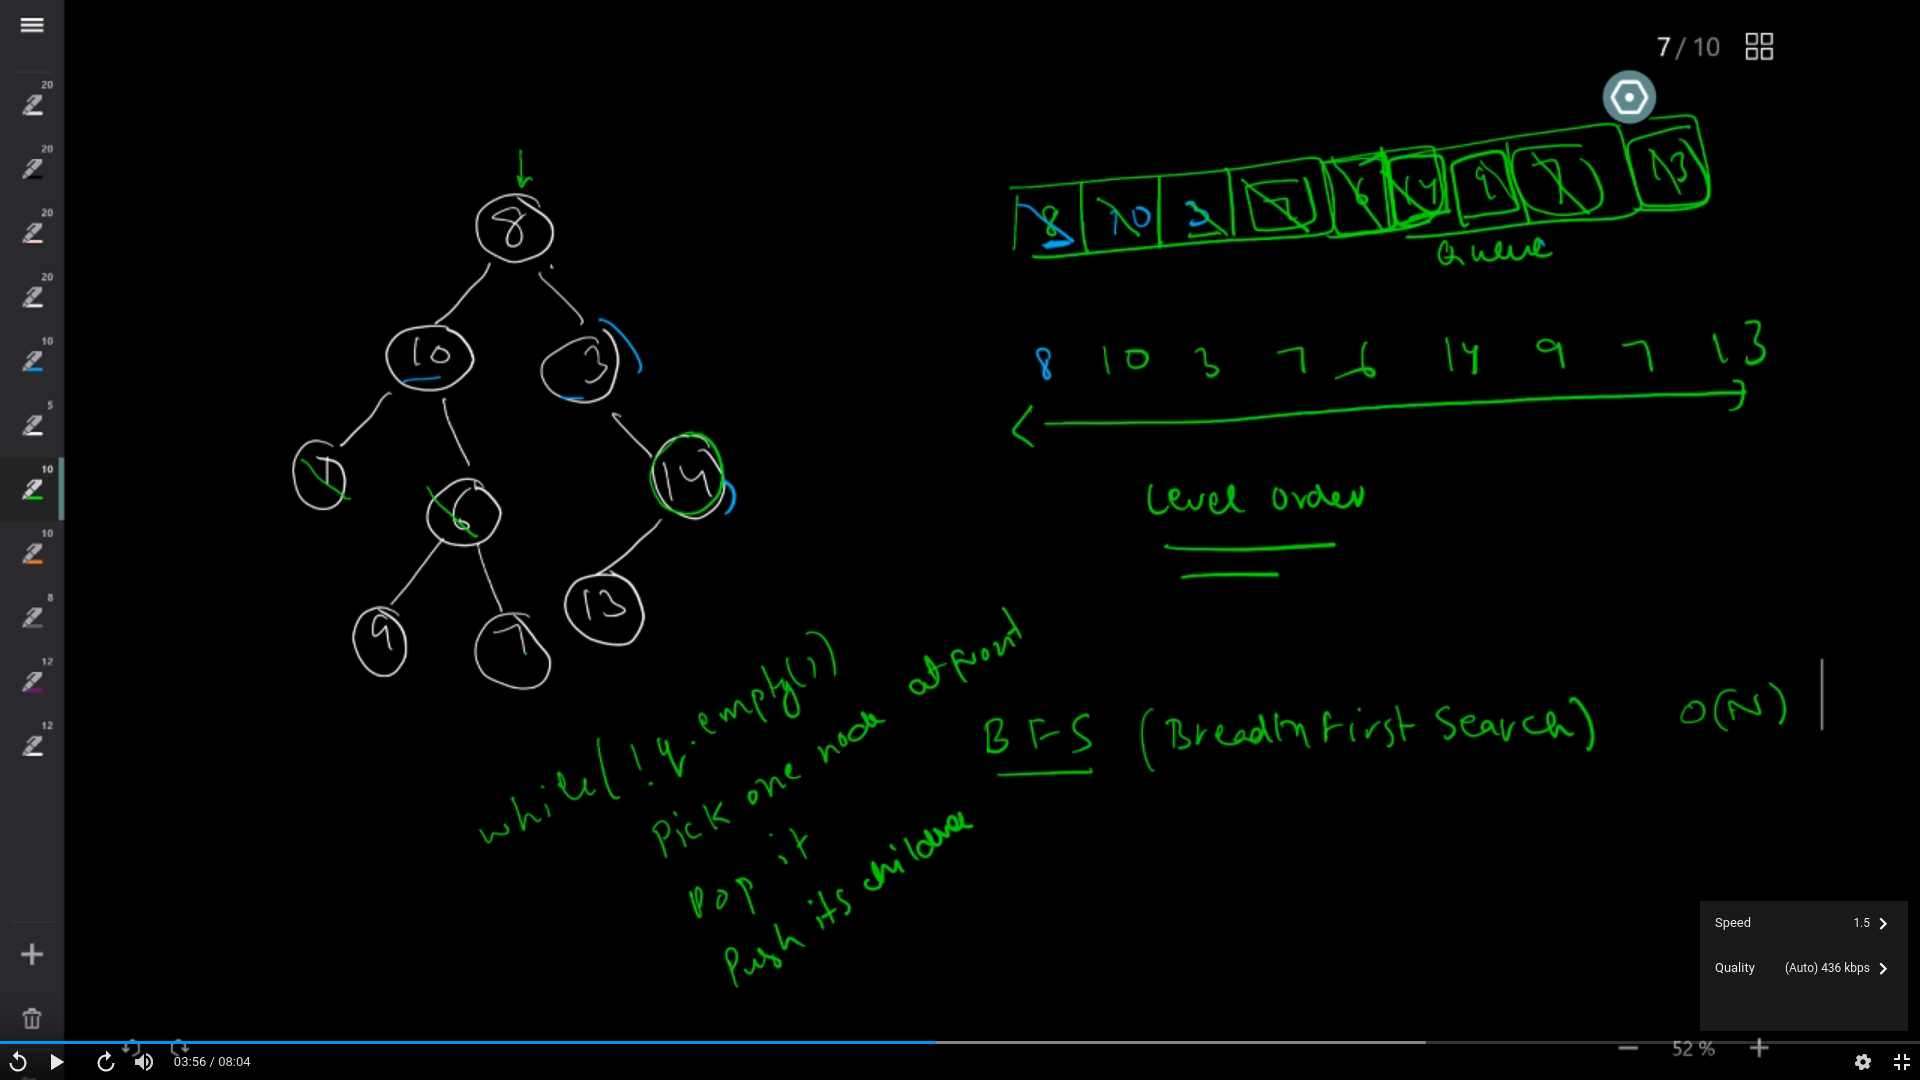 7 / 10
20
20
20
20
10
5
10
10
8
12
12
8
10 3
14
6
9 7 13
8 10 3 7 6 14 9 7 13
Queue
8 10 3 7 6 14 9 7 13
Level order
BFS (Breadth First Search) O(N)
while(!q.empty())
Pick one node at front
pop it
Push its
Speed 1.5
Quality (Auto) 436 kbps
52 %
03:56 / 08:04